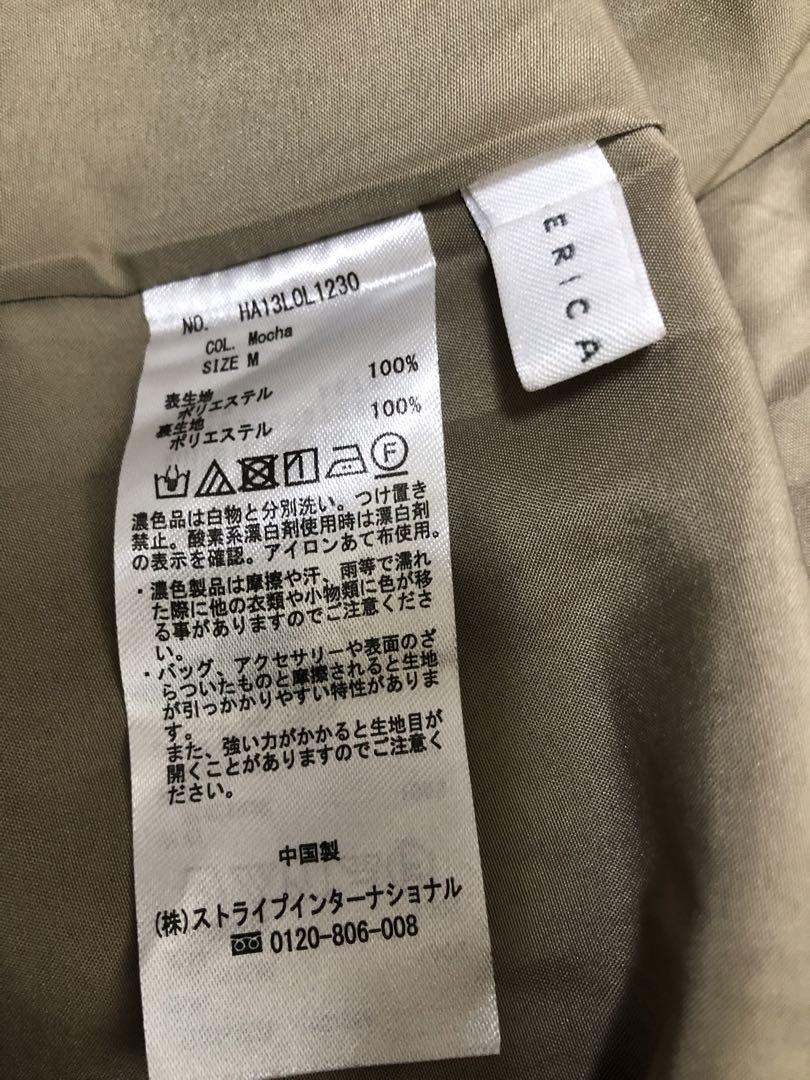 NO. HA13L0L1230
COL. Mocha
SIZE M
表生地
ポリエステル 100%
裏生地
ポリエステル 100%
F
濃色品は白物と分別洗い。つけ置き
禁止。酸素系漂白剤使用時は漂白剤
の表示を確認。アイロンあて布使用。
・濃色製品は摩擦や汗、雨等で濡れ
た際に他の衣類や小物類に色が移
る事がありますのでご注意くださ
い。
・バッグ、アクセサリーや表面のざ
らついたものと摩擦されると生地
が引っかかりやすい特性がありま
す。
また、強い力がかかると生地目が
開くことがありますのでご注意く
ださい。
中国製
(株)ストライプインターナショナル
0120-806-008
ERICA